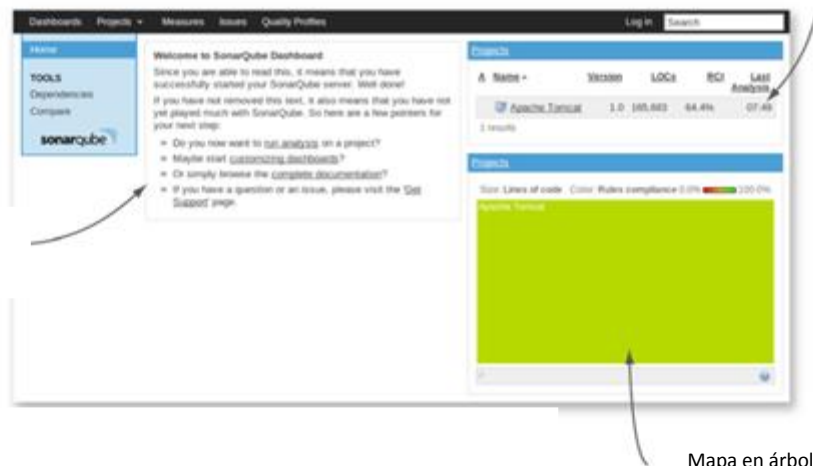 Dashboards Projects Measures Issues Quality Profiles Log in Search
Home
TOOLS
Dependencies
Compare
sonarqube
Welcome to SonarQube Dashboard
Since you are able to read this, it means that you have
successfully started your SonarQube server. Well done!
If you have not removed this text, it also means that you have not
yet played much with SonarQube. So here are a few pointers for
your next step:
» Do you now want to run analysis on a project?
» Maybe start customizing dashboards?
» Or simply browse the complete documentation?
» If you have a question or an issue, please visit the 'Get
Support' page.
Projects
A Name Version LOCs RCI Last
Analysis
Apache Tomcat 1.0 165,683 64.4% 07:46
1 results
Projects
Size: Lines of code Color: Rules compliance 0.0% 100.0%
Apache Tomcat
Mapa en árbol